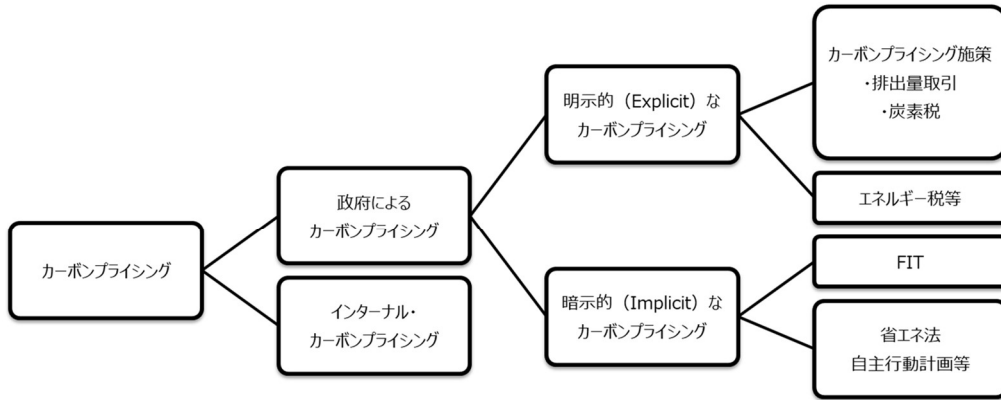 カーボンプライシング
政府による
カーボンプライシング
インターナル・
カーボンプライシング
明示的（Explicit）な
カーボンプライシング
暗示的（Implicit）な
カーボンプライシング
カーボンプライシング施策
・排出量取引
・炭素税
エネルギー税等
FIT
省エネ法
自主行動計画等